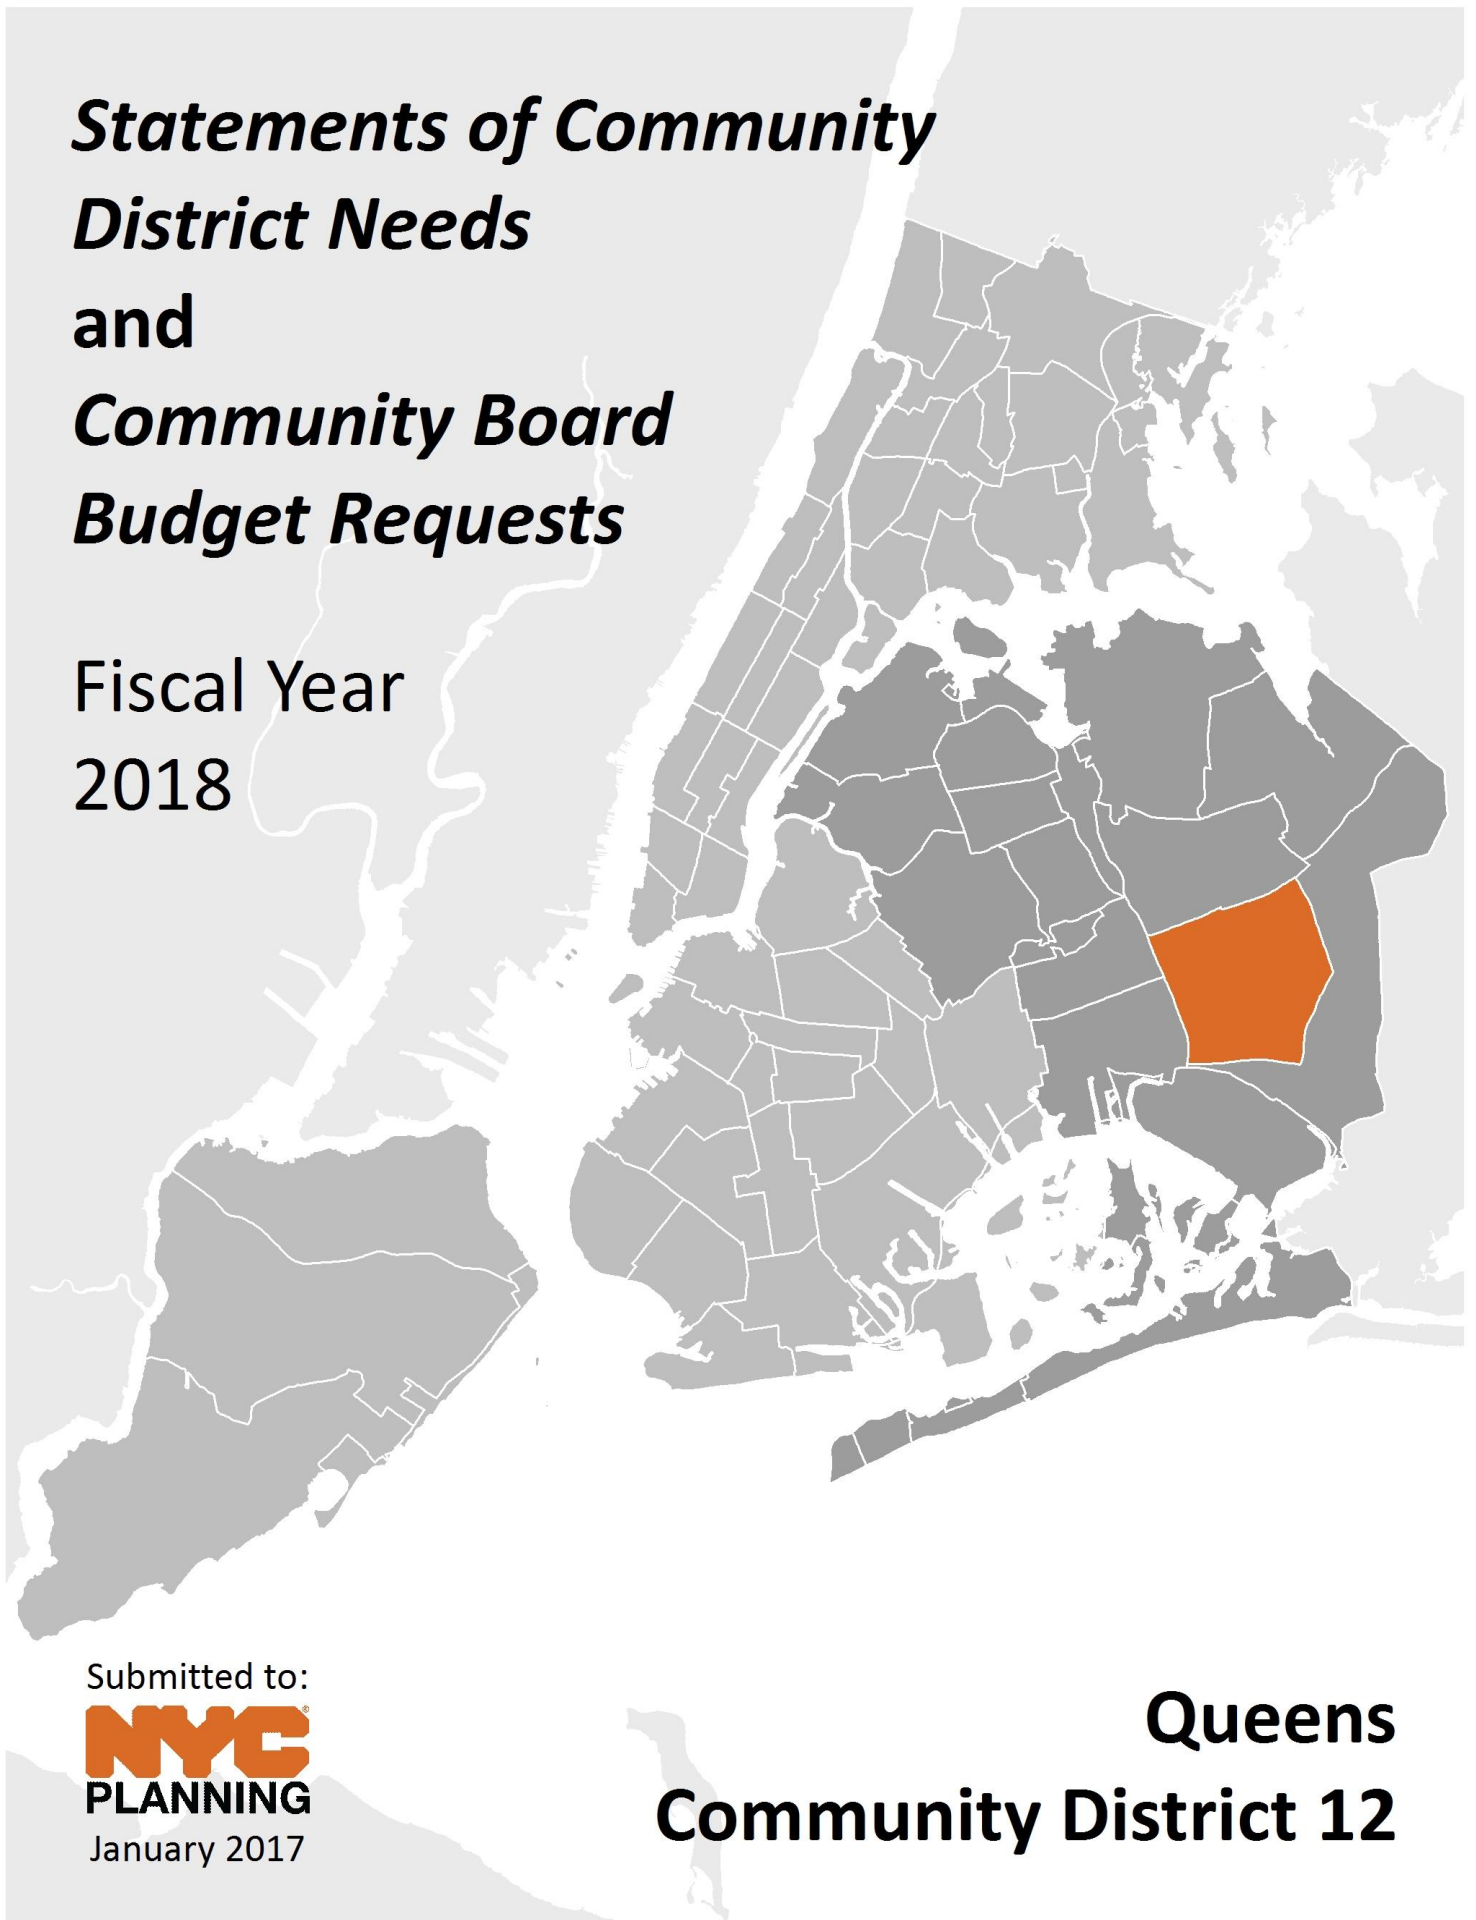 Statements of Community
District Needs
and
Community Board
Budget Requests
Fiscal Year
2018
Submitted to:
NYC®
PLANNING
January 2017
Queens
Community District 12